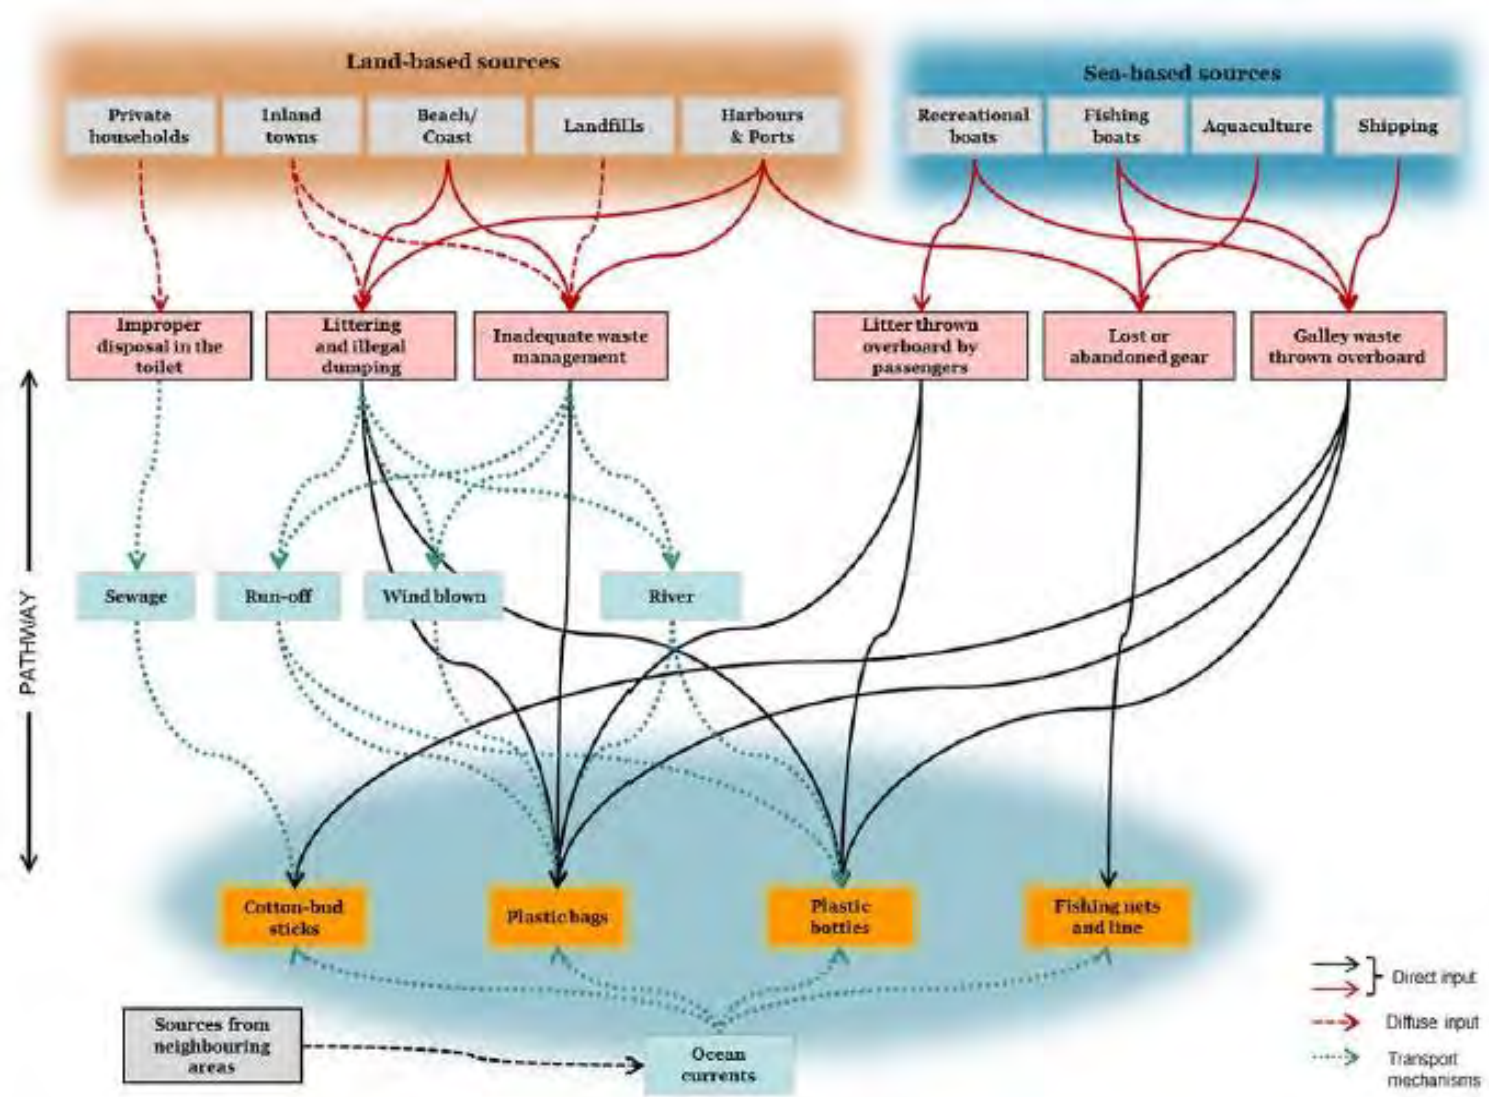 Land-based sources
Sea-based sources
Private
households
Inland
towns
Beach/
Coast
Landfills
Harbours
& Ports
Recreational
boats
Fishing
boats
Aquaculture
Shipping
Improper
disposal in the
toilet
Littering
and illegal
dumping
Inadequate waste
management
Litter thrown
overboard by
passengers
Lost or
abandoned gear
Galley waste
thrown overboard
PATHWAY
Sewage
Run-off
Wind blown
River
Cotton-bud
sticks
Plastic bags
Plastic
bottles
Fishing nets
and line
Sources from
neighbouring
areas
Ocean
currents
Direct input
Diffuse input
Transport
mechanisms